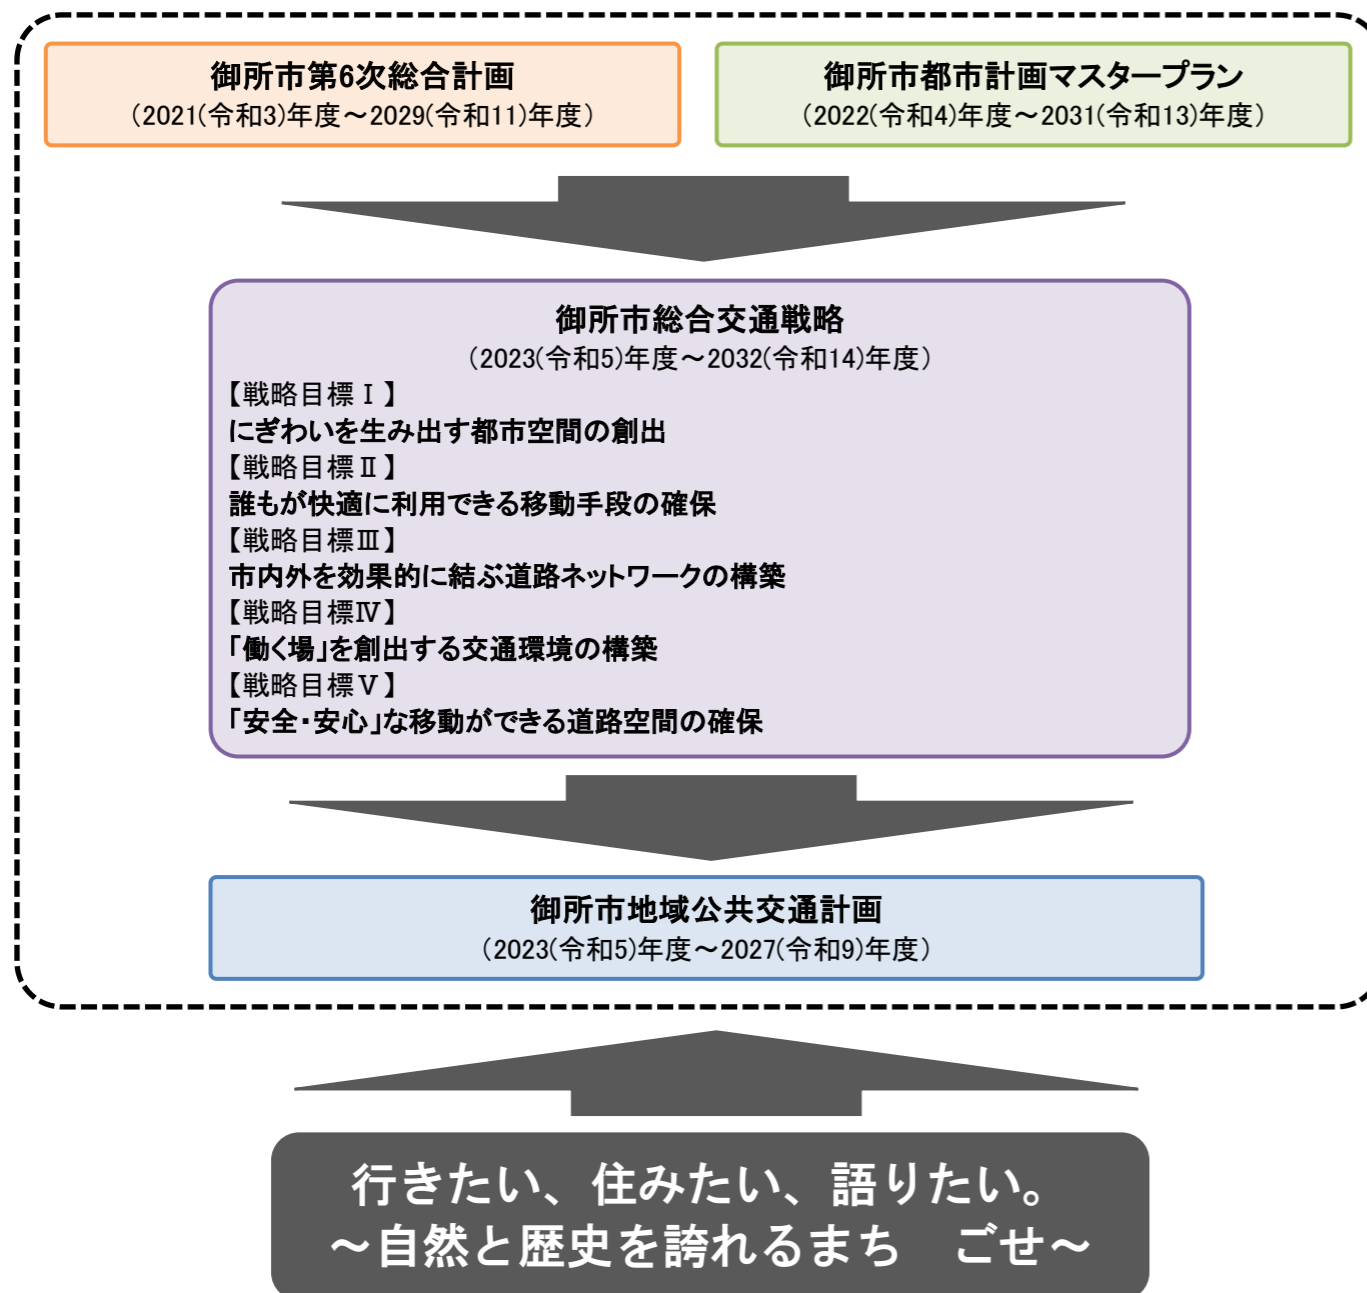 御所市第6次総合計画
（2021(令和3)年度～2029(令和11)年度）
御所市都市計画マスタープラン
（2022(令和4)年度～2031(令和13)年度）
御所市総合交通戦略
（2023(令和5)年度～2032(令和14)年度）
【戦略目標Ⅰ】
にぎわいを生み出す都市空間の創出
【戦略目標Ⅱ】
誰もが快適に利用できる移動手段の確保
【戦略目標Ⅲ】
市内外を効果的に結ぶ道路ネットワークの構築
【戦略目標Ⅳ】
「働く場」を創出する交通環境の構築
【戦略目標Ⅴ】
「安全・安心」な移動ができる道路空間の確保
御所市地域公共交通計画
（2023(令和5)年度～2027(令和9)年度）
行きたい、住みたい、語りたい。
～自然と歴史を誇れるまち　ごせ～